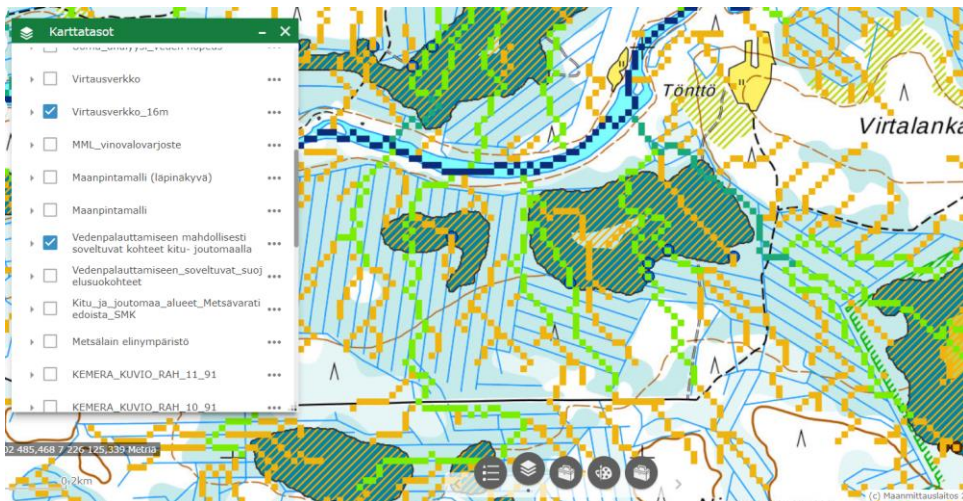 Karttatasot
Virtausverkko
Virtausverkko_16m
MML_vinovalovarjoste
Maanpintamalli (läpinäkyvä)
Maanpintamalli
Vedenpalauttamiseen mahdollisesti
soveltuvat kohteet kitu- joutomaalla
Vedenpalauttamiseen_soveltuvat_suoj
elusuokohteet
Kitu_ja_joutomaa_alueet_Metsävarati
edoista_SMK
Metsälain elinympäristö
KEMERA_KUVIO_RAH_11_91
KEMERA_KUVIO_RAH_10_91
Tönttö
Virtalanka
02 485,468 7 226 125,339 Metriä
0.2km
(c) Maanmittauslaitos